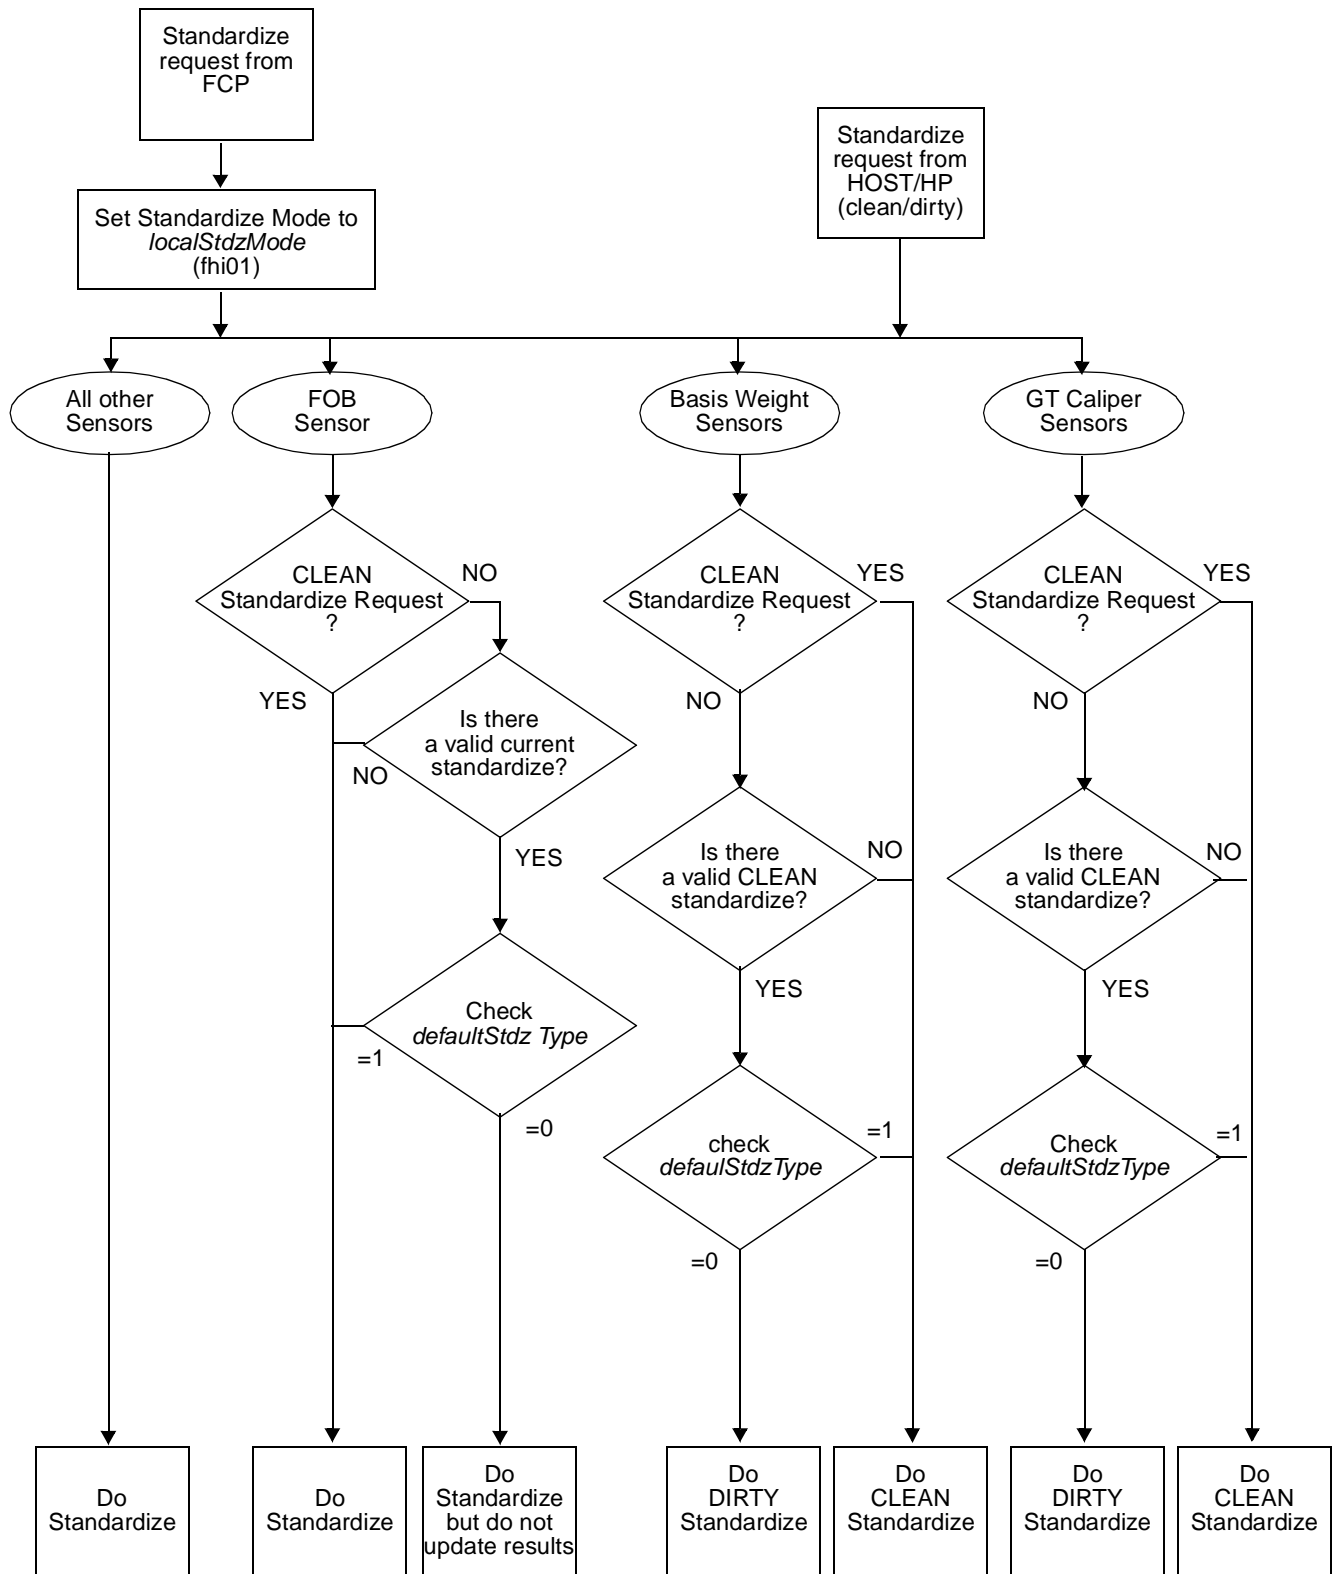 Standardize
request from
FCP
Standardize
request from
HOST/HP
(clean/dirty)
Set Standardize Mode to
localStdzMode
(fhi01)
All other
Sensors
FOB
Sensor
Basis Weight
Sensors
GT Caliper
Sensors
CLEAN
Standardize Request
?
NO
YES
CLEAN
Standardize Request
?
YES
NO
CLEAN
Standardize Request
?
YES
NO
Is there
a valid current
standardize?
NO
YES
Is there
a valid CLEAN
standardize?
NO
YES
Is there
a valid CLEAN
standardize?
NO
YES
Check
defaultStdz Type
=1
=0
check
defaulStdzType
=1
=0
Check
defaultStdzType
=1
=0
Do
Standardize
Do
Standardize
Do
Standardize
but do not
update results
Do
DIRTY
Standardize
Do
CLEAN
Standardize
Do
DIRTY
Standardize
Do
CLEAN
Standardize